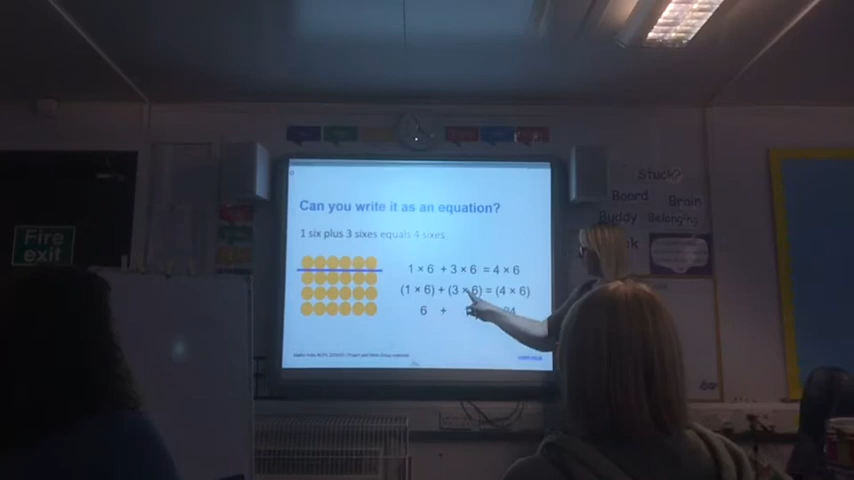 Can you write it as an equation?
1 six plus 3 sixes equals 4 sixes
1 × 6 + 3 × 6 = 4 × 6
(1 × 6) + (3 × 6) = (4 × 6)
6 +
Fire
exit
Stuck?
Board
Brain
Buddy
Belonging